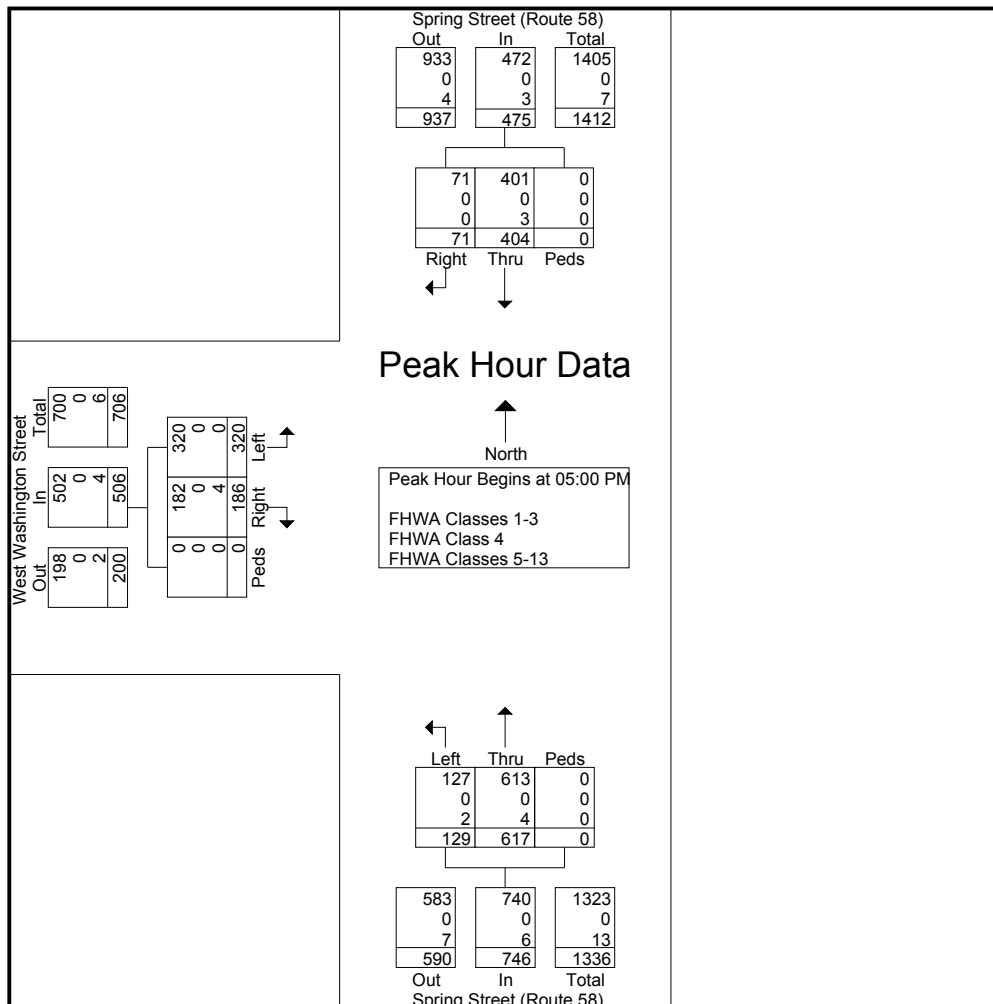 Spring Street (Route 58)
Out In Total
933 472 1405
0 0 0
4 3 7
937 475 1412
71 401 0
0 0 0
0 3 0
71 404 0
Right Thru Peds
Peak Hour Data
North
Peak Hour Begins at 05:00 PM
FHWA Classes 1-3
FHWA Class 4
FHWA Classes 5-13
West Washington Street
Out In Total
198 502 700
0 0 0
2 4 6
200 506 706
0 182 320
0 0 0
0 4 0
0 186 320
Peds Right Left
Left Thru Peds
127 613 0
0 0 0
2 4 0
129 617 0
583 740 1323
0 0 0
7 6 13
590 746 1336
Out In Total
Spring Street (Route 58)